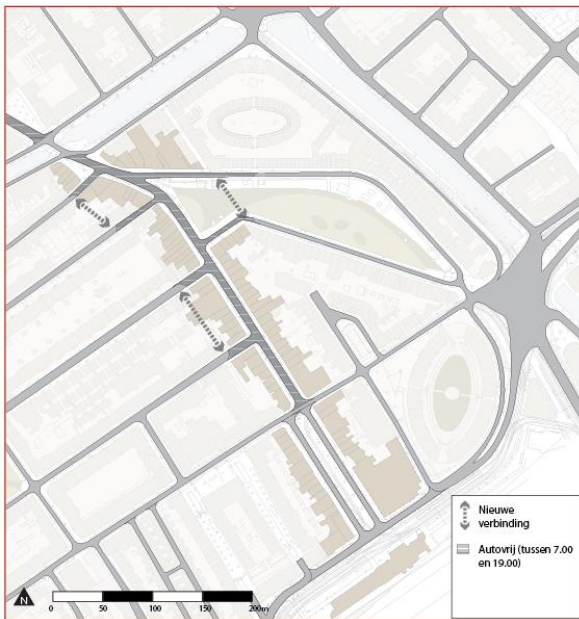 Nieuwe
verbinding
Autovrij (tussen 7.00
en 19.00)
N
0 50 100 150 200m